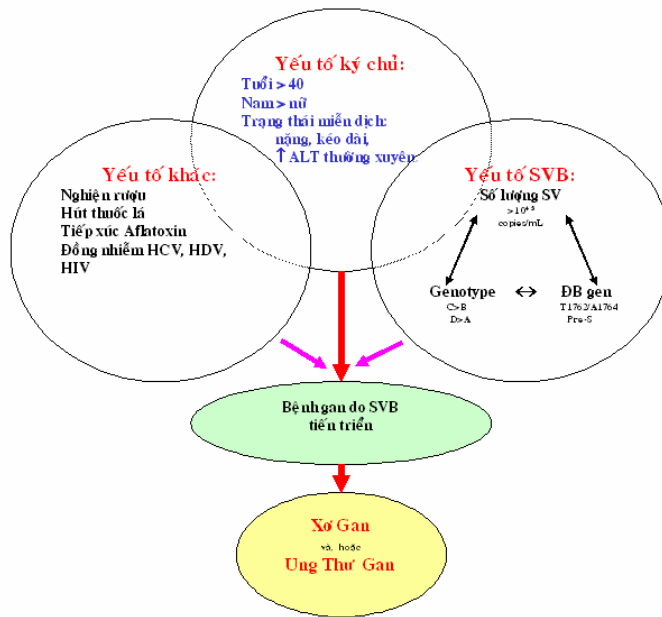 Yếu tố ký chủ:
Tuổi > 40
Nam > nữ
Trạng thái miễn dịch:
nặng, kéo dài,
↑ ALT thường xuyên
Yếu tố khác:
Nghiện rượu
Hút thuốc lá
Tiếp xúc Aflatoxin
Đồng nhiễm HCV, HDV,
HIV
Yếu tố SVB:
Số lượng SV
copies/mL
Genotype ↔ ĐB gen
C>B T1762/A1764
D>A Pre-S
Bệnh gan do SVB
tiến triển
Xơ Gan
và, hoặc
Ung Thư Gan